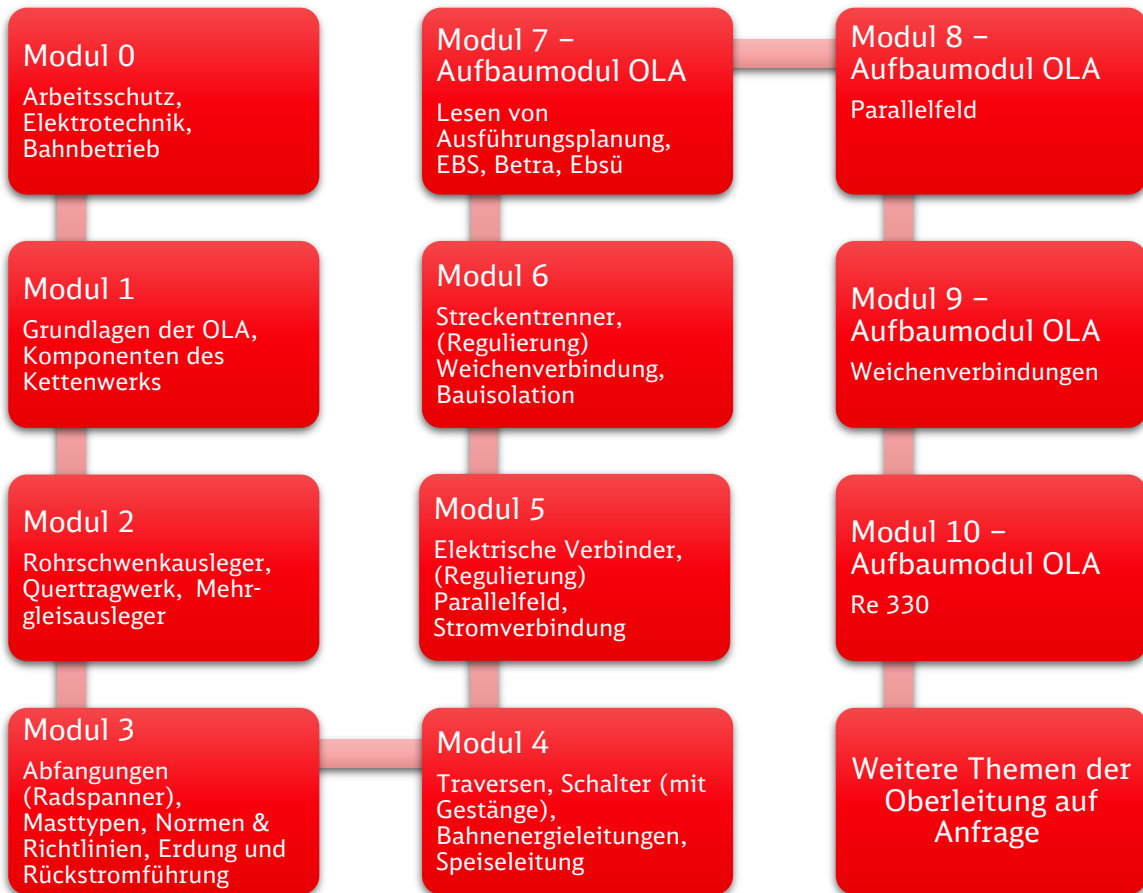 Modul 0
Arbeitsschutz,
Elektrotechnik,
Bahnbetrieb
Modul 1
Grundlagen der OLA,
Komponenten des
Kettenwerks
Modul 2
Rohrschwenkausleger,
Quertragwerk, Mehr-
gleisausleger
Modul 3
Abfangungen
(Radspanner),
Masttypen, Normen &
Richtlinien, Erdung und
Rückstromführung
Modul 4
Traversen, Schalter (mit
Gestänge),
Bahnenergieleitungen,
Speiseleitung
Modul 5
Elektrische Verbinder,
(Regulierung)
Parallelfeld,
Stromverbindung
Modul 6
Streckentrenner,
(Regulierung)
Weichenverbindung,
Bauisolation
Modul 7 –
Aufbaumodul OLA
Lesen von
Ausführungsplanung,
EBS, Betra, Ebsü
Modul 8 –
Aufbaumodul OLA
Parallelfeld
Modul 9 –
Aufbaumodul OLA
Weichenverbindungen
Modul 10 –
Aufbaumodul OLA
Re 330
Weitere Themen der
Oberleitung auf
Anfrage